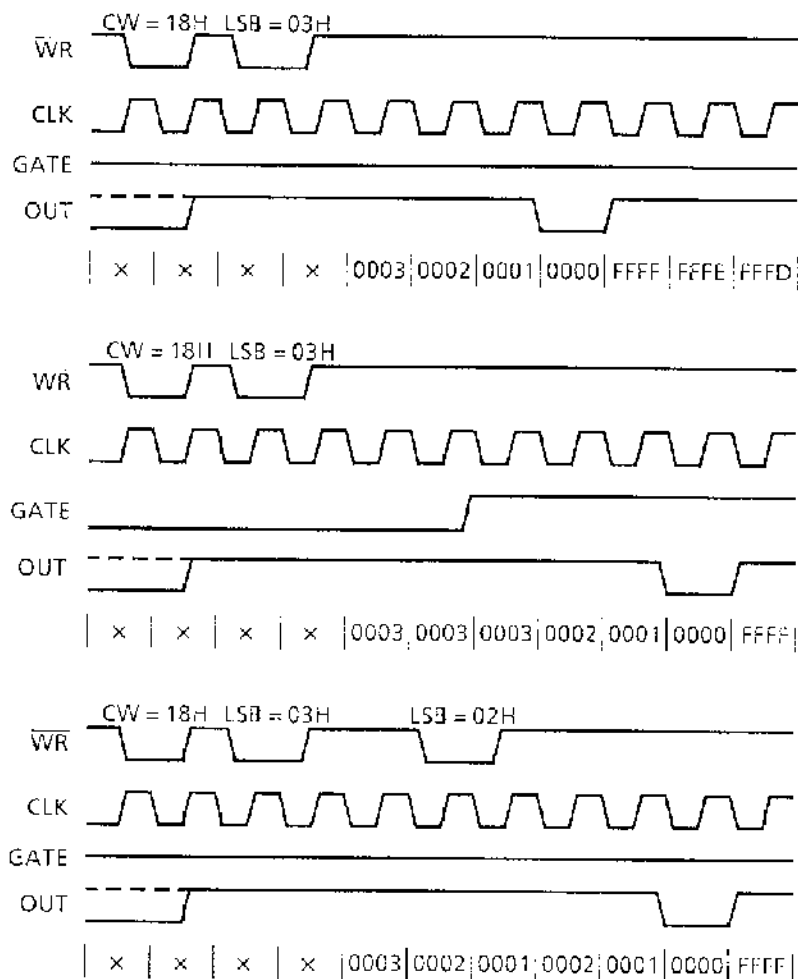 CW = 18H LSB = 03H
WR
CLK
GATE
OUT
× × × × 0003 0002 0001 0000 FFFF FFFE FFFD
CW = 18H LSB = 03H
WR
CLK
GATE
OUT
× × × × 0003 0003 0003 0002 0001 0000 FFFF
CW = 18H LSB = 03H LSB = 02H
WR
CLK
GATE
OUT
× × × × 0003 0002 0001 0002 0001 0000 FFFF